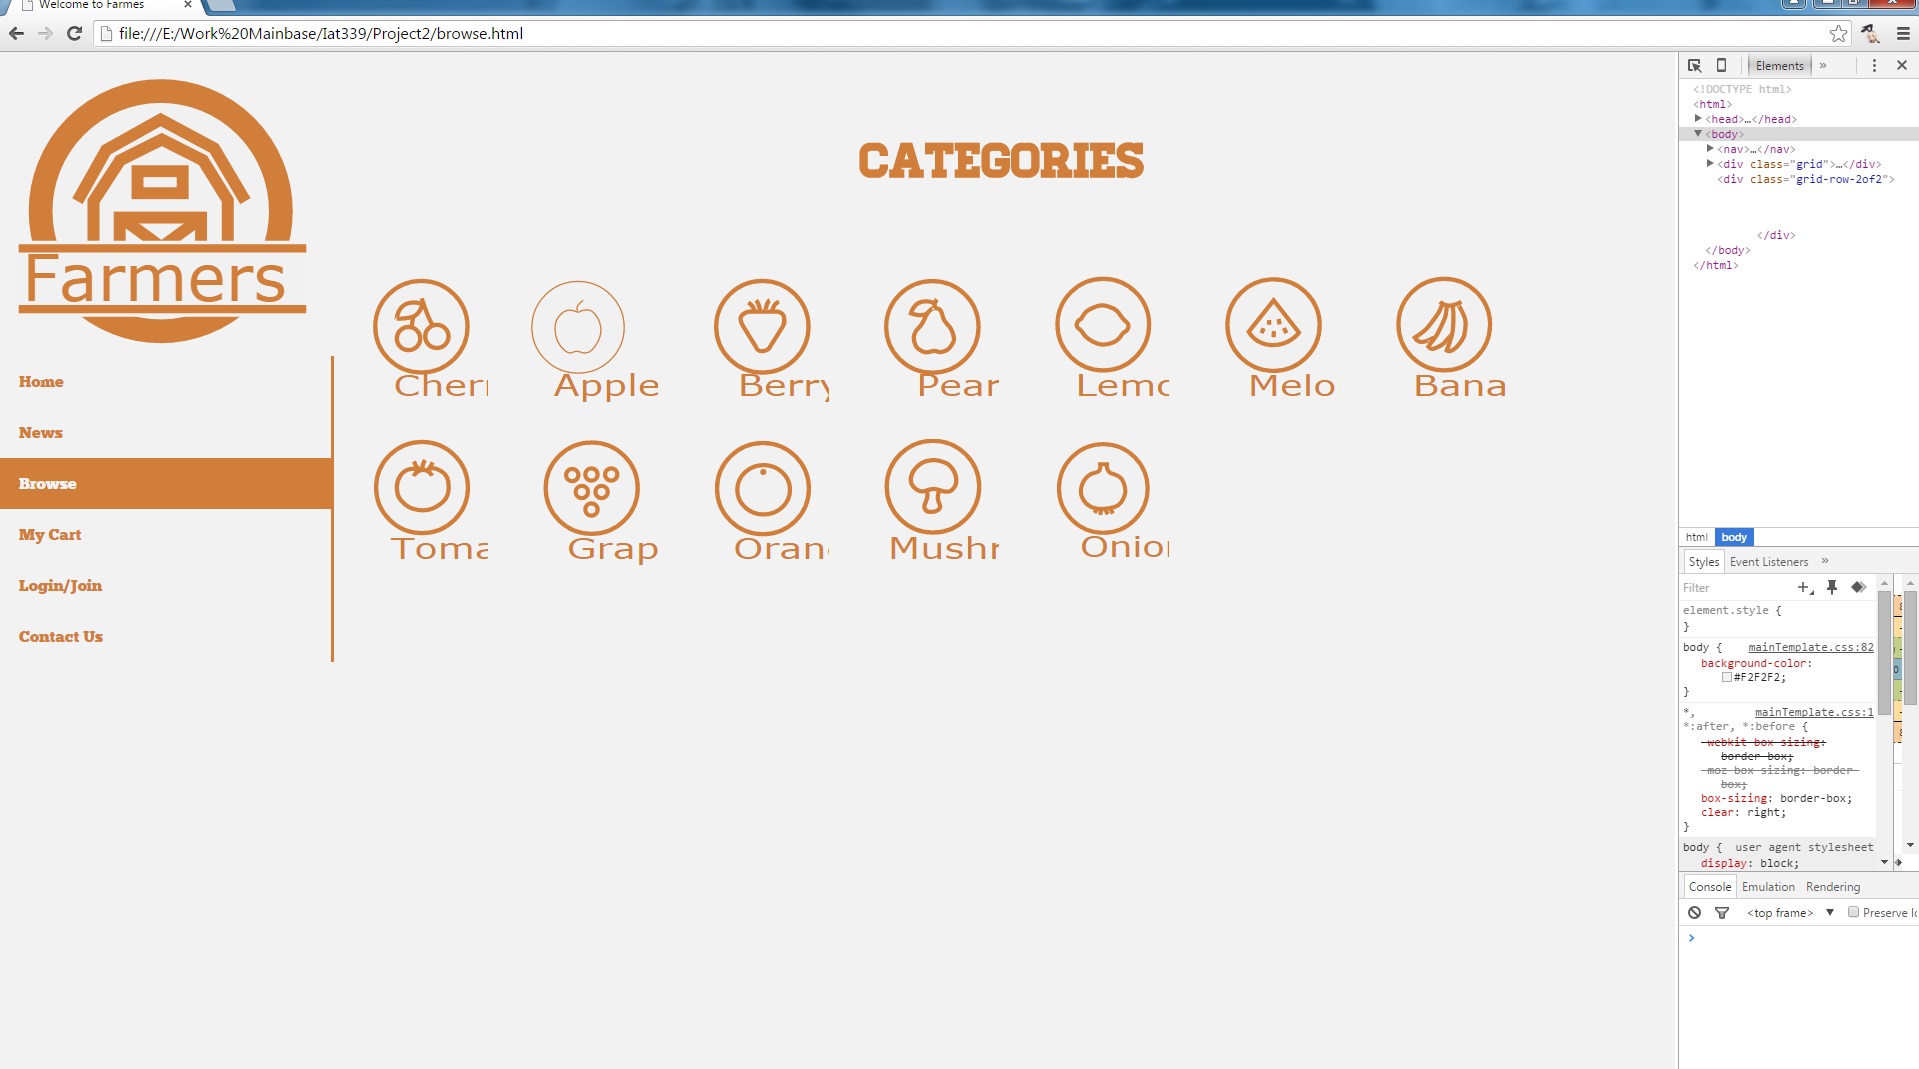 Welcome to Farmes
file:///E:/Work%20Mainbase/Iat339/Project2/browse.html
Farmers
Home
News
Browse
My Cart
Login/Join
Contact Us
CATEGORIES
Cherr
Apple
Berry
Pear
Lemo
Melo
Bana
Toma
Grap
Oran
Mushr
Onion
Elements »
<!DOCTYPE html>
<html>
<head>…</head>
<body>
<nav>…</nav>
<div class="grid">…</div>
<div class="grid-row-2of2">
</div>
</body>
</html>
html body
Styles Event Listeners »
Filter
element.style {
}
body { mainTemplate.css:82
background-color:
#F2F2F2;
}
*, mainTemplate.css:1
*:after, *:before {
-webkit-box-sizing:
border-box;
-moz-box-sizing: border-
box;
box-sizing: border-box;
clear: right;
}
body { user agent stylesheet
display: block;
Console Emulation Rendering
<top frame> ▼ Preserve lo
>